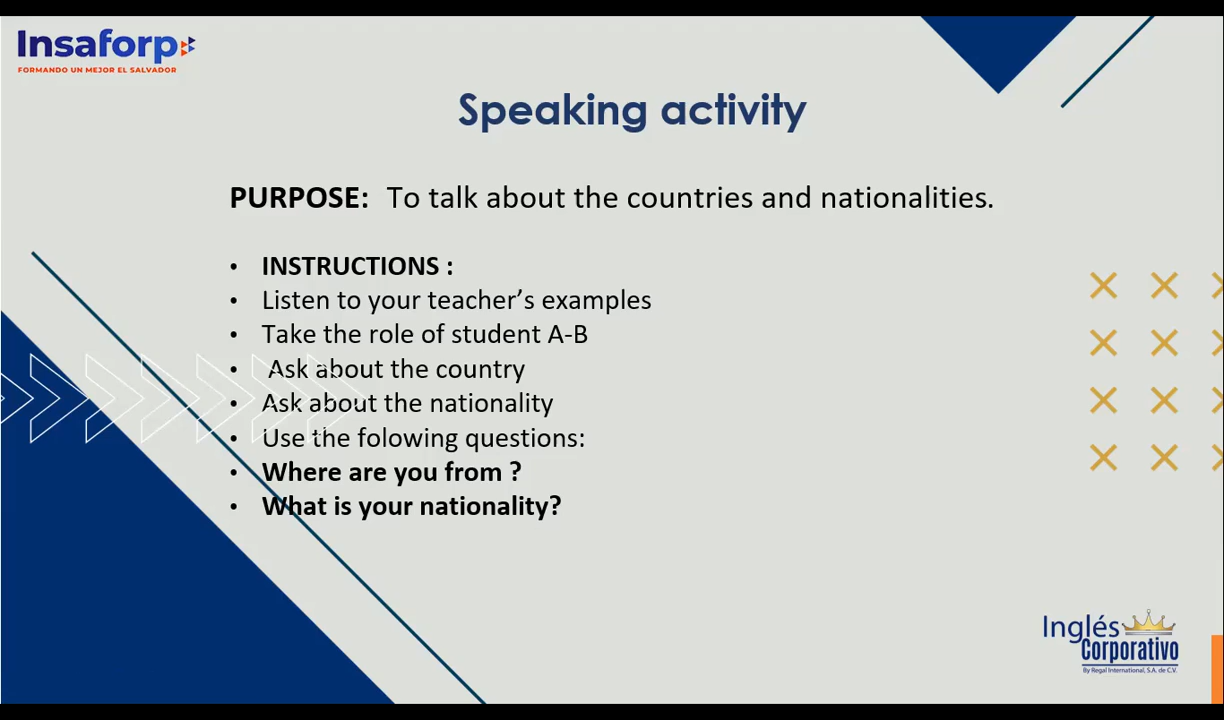 Insaforp
FORMANDO UN MEJOR EL SALVADOR
Speaking activity
PURPOSE: To talk about the countries and nationalities.
• INSTRUCTIONS :
• Listen to your teacher’s examples
• Take the role of student A-B
• Ask about the country
• Ask about the nationality
• Use the folowing questions:
• Where are you from ?
• What is your nationality?
Inglés
Corporativo
By Regal International, S.A. de C.V.